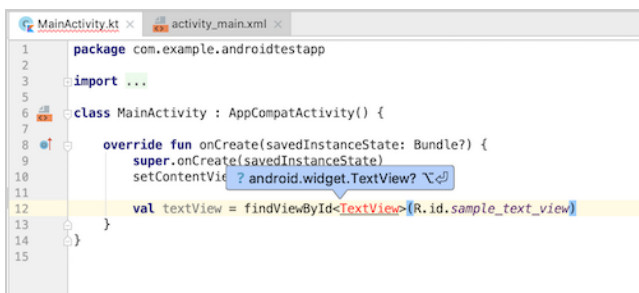 MainActivity.kt × activity_main.xml ×
1 package com.example.androidtestapp
2
3 import ...
5
6 class MainActivity : AppCompatActivity() {
7
8 override fun onCreate(savedInstanceState: Bundle?) {
9 super.onCreate(savedInstanceState)
10 setContentVie
? android.widget.TextView? ⌥⏎
11
12 val textView = findViewById<TextView>(R.id.sample_text_view)
13 }
14 }
15